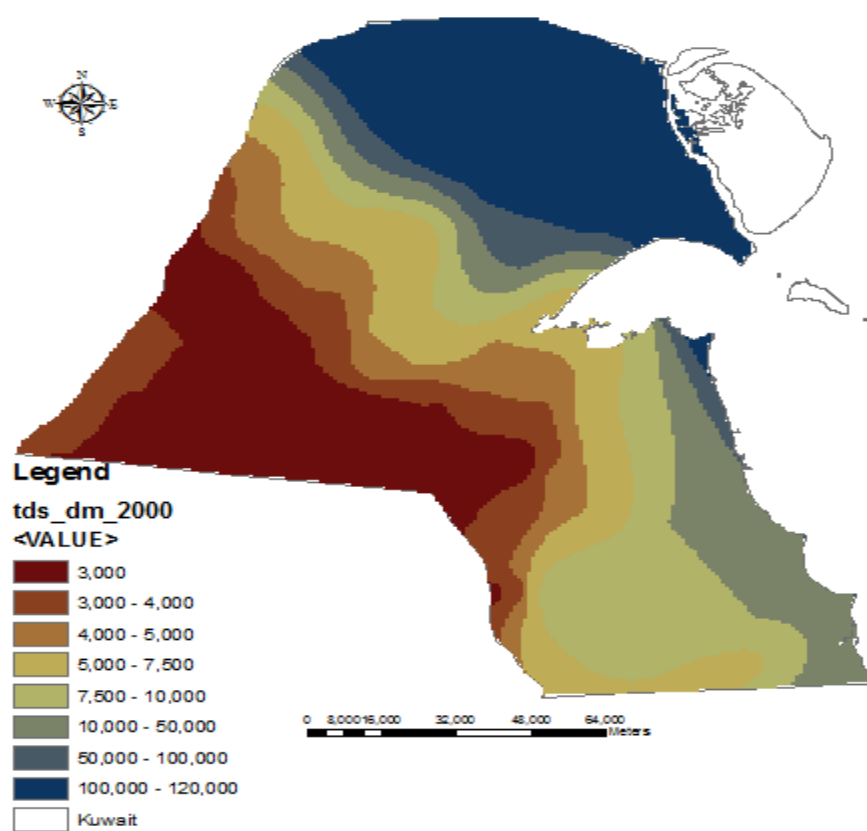 N
W E
S
Legend
tds_dm_2000
<VALUE>
3,000
3,000 - 4,000
4,000 - 5,000
5,000 - 7,500
7,500 - 10,000
10,000 - 50,000
50,000 - 100,000
100,000 - 120,000
Kuwait
0 8,00016,000 32,000 48,000 64,000
Meters